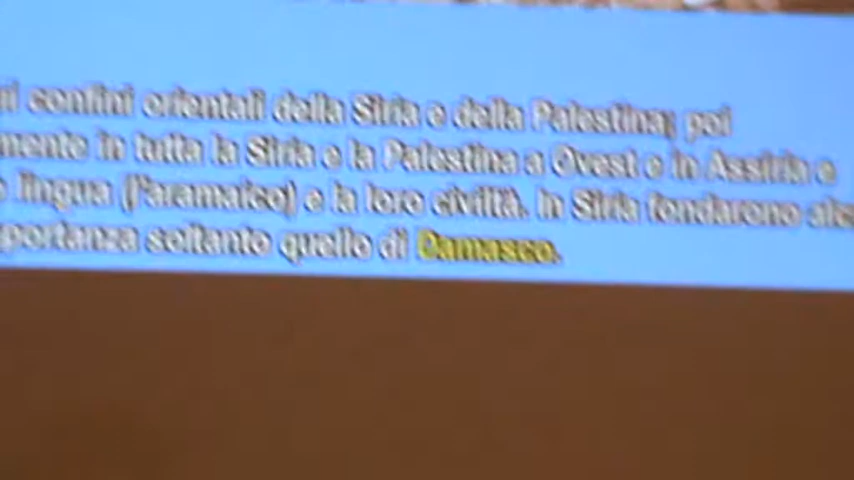 confini orientali della Siria e della Palestina; poi
mente in tutta la Siria e la Palestina a Ovest e in Assiria e
lingua (l'aramaico) e la loro civiltà. In Siria fondarono alc
portanza soltanto quello di Damasco.